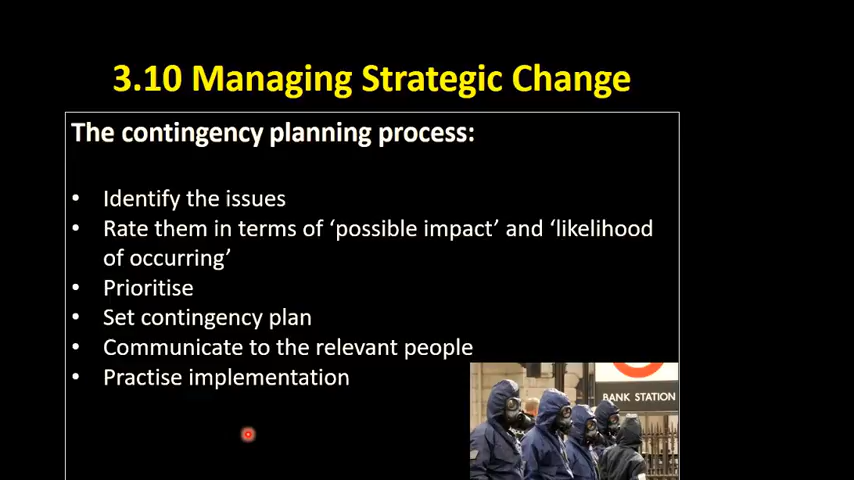 3.10 Managing Strategic Change
The contingency planning process:
• Identify the issues
• Rate them in terms of ‘possible impact’ and ‘likelihood
of occurring’
• Prioritise
• Set contingency plan
• Communicate to the relevant people
• Practise implementation
BANK STATION